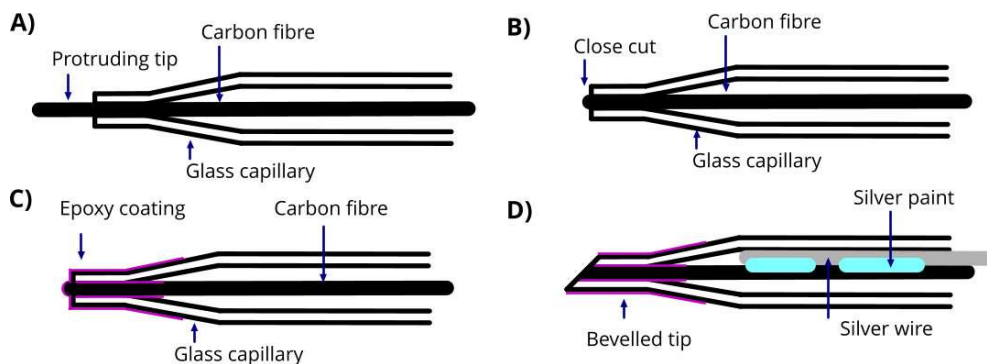 A)
Carbon fibre
Protruding tip
Glass capillary
B)
Carbon fibre
Close cut
Glass capillary
C)
Epoxy coating
Carbon fibre
Glass capillary
D)
Silver paint
Bevelled tip
Silver wire